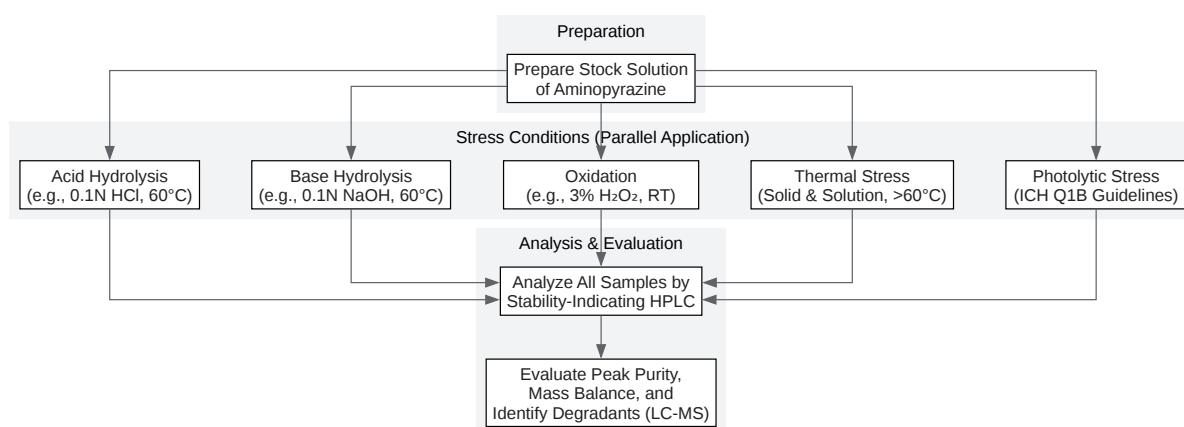 Preparation
Prepare Stock Solution
of Aminopyrazine
Stress Conditions (Parallel Application)
Acid Hydrolysis
(e.g., 0.1N HCl, 60°C)
Base Hydrolysis
(e.g., 0.1N NaOH, 60°C)
Oxidation
(e.g., 3% H₂O₂, RT)
Thermal Stress
(Solid & Solution, >60°C)
Photolytic Stress
(ICH Q1B Guidelines)
Analysis & Evaluation
Analyze All Samples by
Stability-Indicating HPLC
Evaluate Peak Purity,
Mass Balance, and
Identify Degradants (LC-MS)